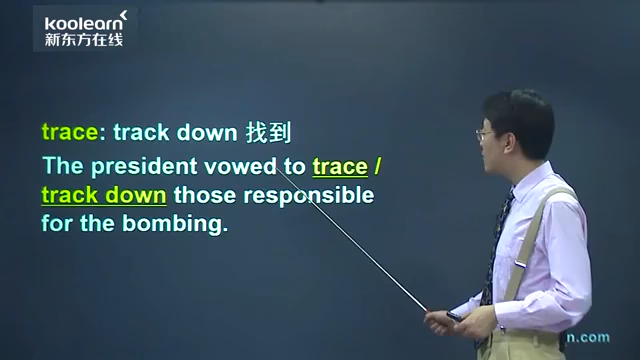 koolearn
新东方在线
trace: track down 找到
The president vowed to trace /
track down those responsible
for the bombing.
n.com